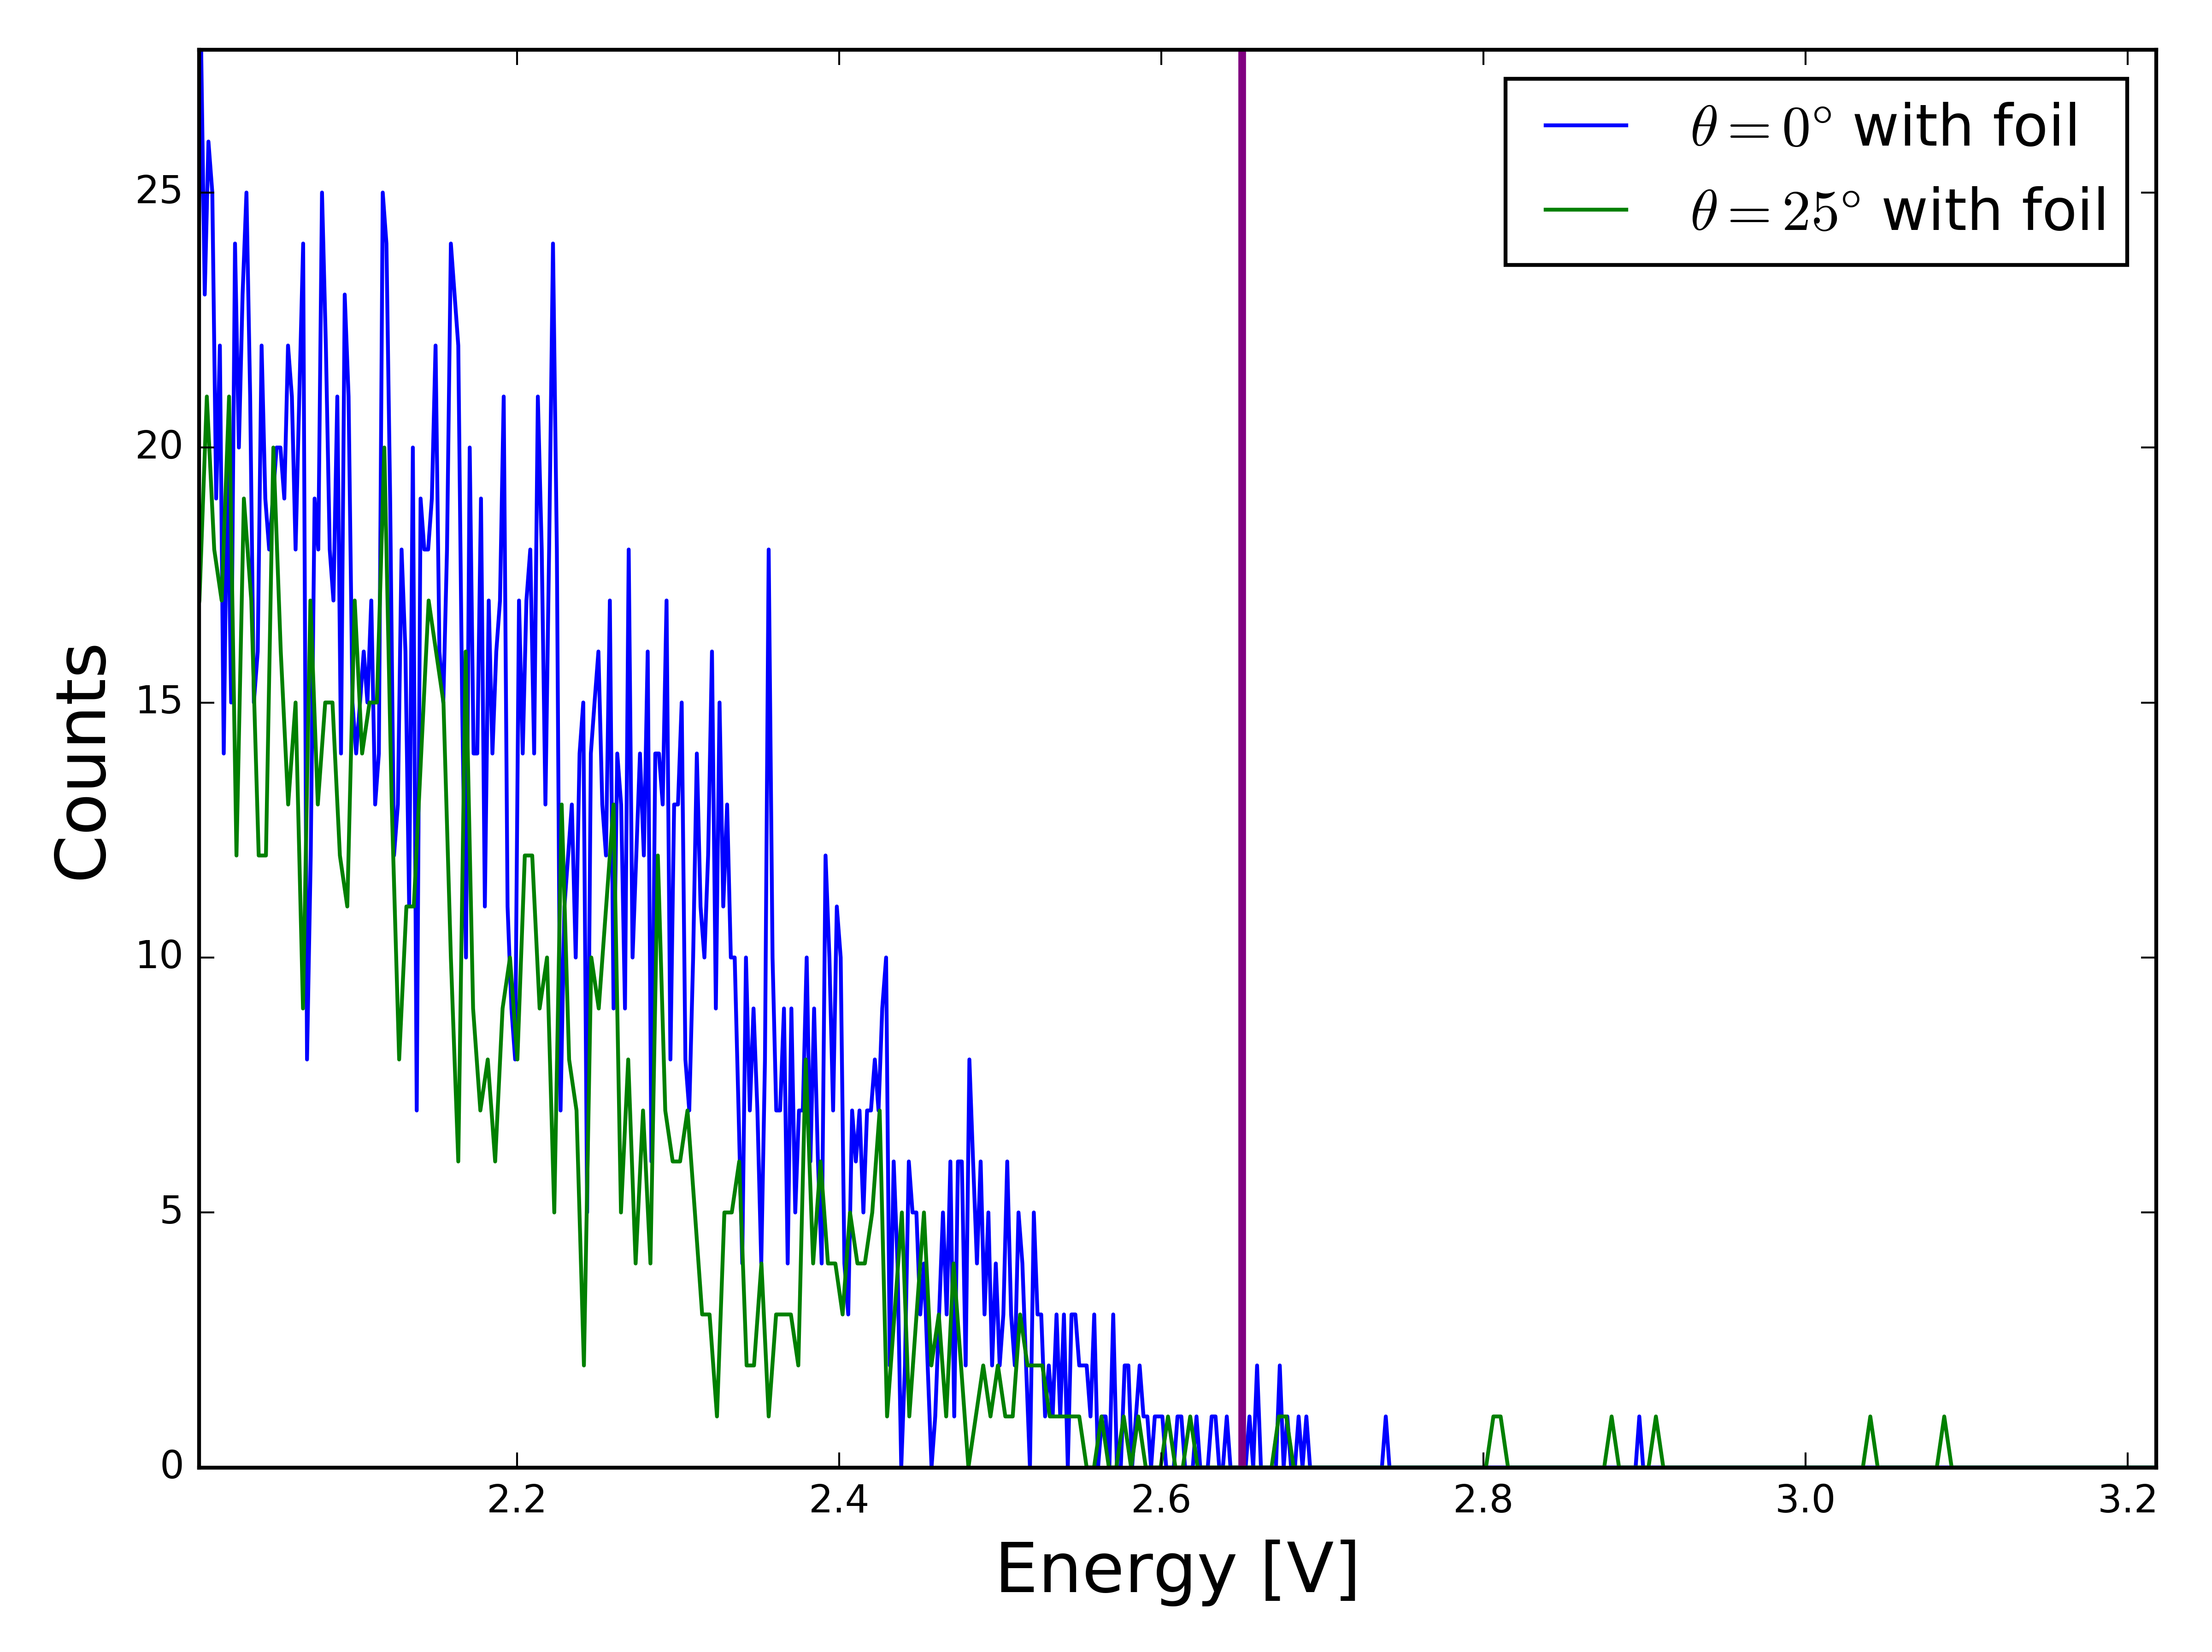 θ = 0° with foil
θ = 25° with foil
25
20
15
10
5
0
Counts
2.2 2.4 2.6 2.8 3.0 3.2
Energy [V]